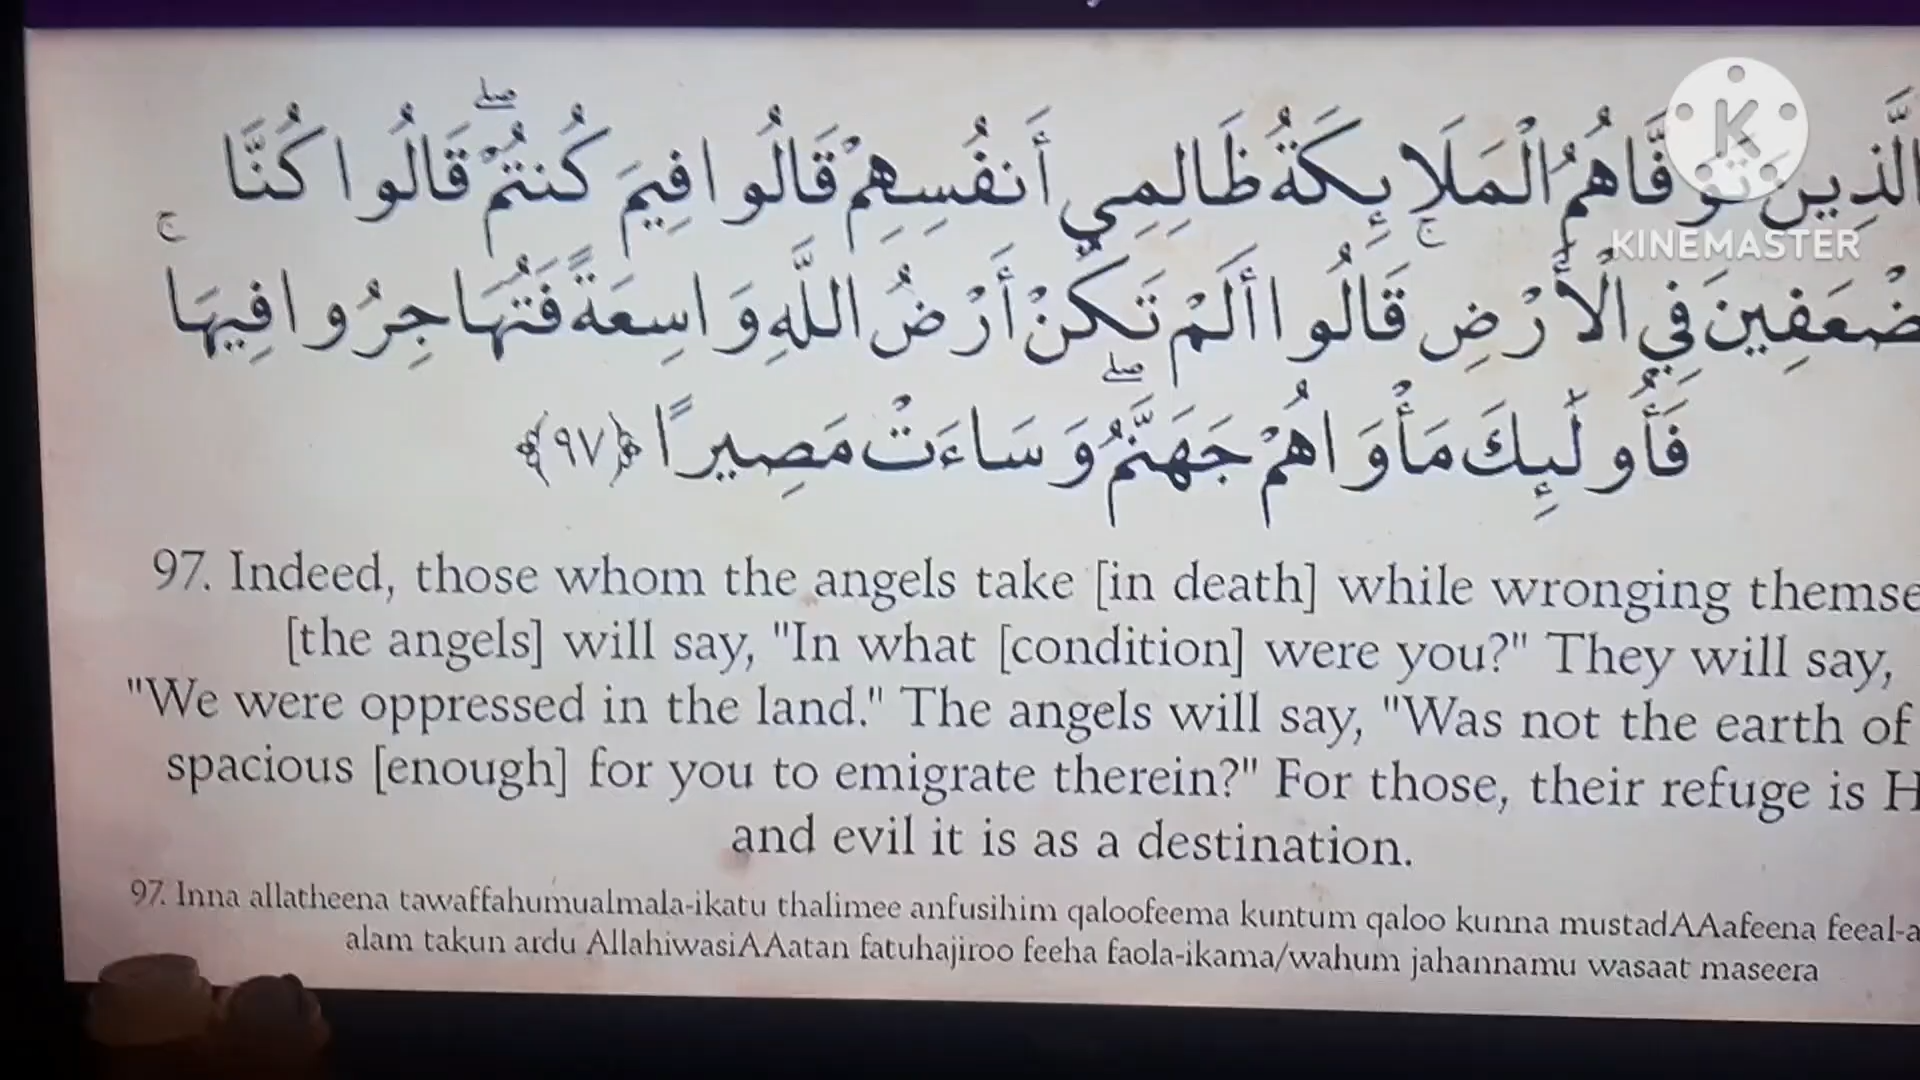 الَّذِينَ تَوَفَّاهُمُ الْمَلَائِكَةُ ظَالِمِي أَنفُسِهِمْ قَالُوا فِيمَ كُنتُمْ ۖ قَالُوا كُنَّا
ضْعَفِينَ فِي الْأَرْضِ ۚ قَالُوا أَلَمْ تَكُنْ أَرْضُ اللَّهِ وَاسِعَةً فَتُهَاجِرُوا فِيهَا ۚ
فَأُولَٰئِكَ مَأْوَاهُمْ جَهَنَّمُ ۖ وَسَاءَتْ مَصِيرًا ﴿٩٧﴾
KINEMASTER
97. Indeed, those whom the angels take [in death] while wronging themse
[the angels] will say, "In what [condition] were you?" They will say,
"We were oppressed in the land." The angels will say, "Was not the earth of
spacious [enough] for you to emigrate therein?" For those, their refuge is H
and evil it is as a destination.
97. Inna allatheena tawaffahumualmala-ikatu thalimee anfusihim qaloofeema kuntum qaloo kunna mustadAAafeena feeal-a
alam takun ardu AllahiwasiAAatan fatuhajiroo feeha faola-ikama/wahum jahannamu wasaat maseera